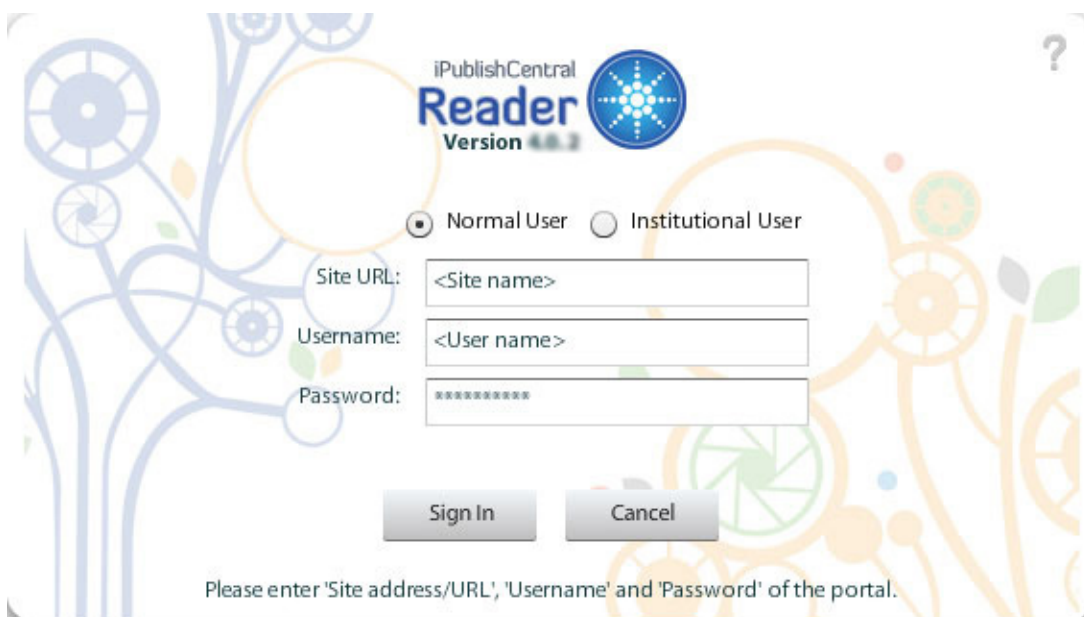 ?
iPublishCentral
Reader
Version
Normal User Institutional User
Site URL: <Site name>
Username: <User name>
Password: **********
Sign In Cancel
Please enter 'Site address/URL', 'Username' and 'Password' of the portal.